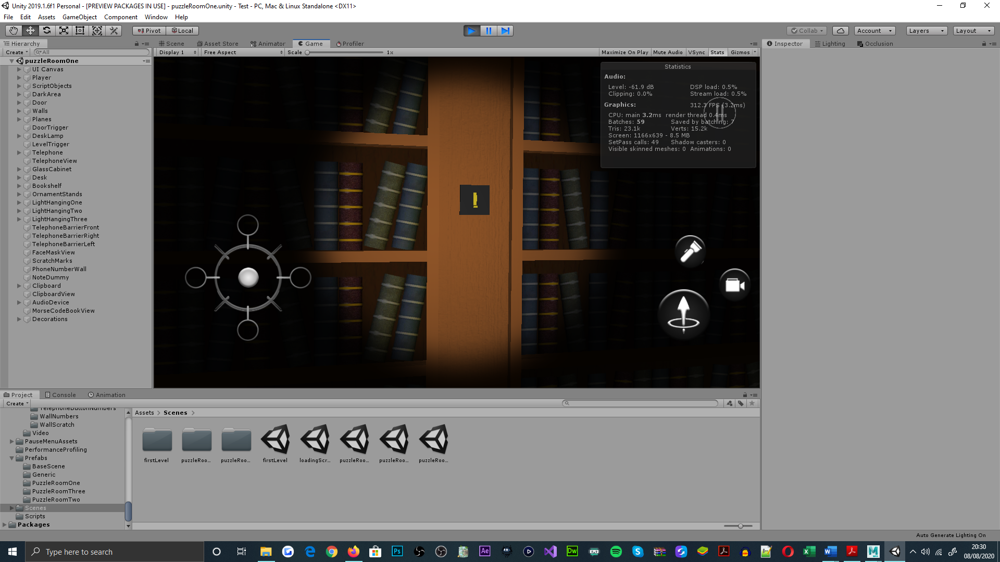 Unity 2019.1.6f1 Personal - [PREVIEW PACKAGES IN USE] - puzzleRoomOne.unity - Test - PC, Mac & Linux Standalone <DX11>
File Edit Assets GameObject Component Window Help
Pivot Local Collab Account Layers Layout
Hierarchy Scene Asset Store Animator Game Profiler Inspector Lighting Occlusion
Create All Display 1 Free Aspect Scale 1x Maximize On Play Mute Audio VSync Stats Gizmos
puzzleRoomOne
UI Canvas
Player
ScriptObjects
DarkArea
Door
Walls
Planes
DoorTrigger
DeskLamp
LevelTrigger
Telephone
TelephoneView
GlassCabinet
Desk
Bookshelf
OrnamentStands
LightHangingOne
LightHangingTwo
LightHangingThree
TelephoneBarrierFront
TelephoneBarrierRight
TelephoneBarrierLeft
FaceMaskView
ScratchMarks
PhoneNumberWall
NoteDummy
Clipboard
ClipboardView
AudioDevice
MorseCodeBookView
Decorations
Statistics
Audio:
Level: -61.9 dB DSP load: 0.5%
Clipping: 0.0% Stream load: 0.5%
Graphics: 312.3 FPS (3.2ms)
CPU: main 3.2ms render thread 0.4ms
Batches: 59 Saved by batching: 7
Tris: 23.1k Verts: 15.2k
Screen: 1166x639 - 8.5 MB
SetPass calls: 49 Shadow casters: 0
Visible skinned meshes: 0 Animations: 0
!
Project Console Animation
Create
TelephoneButtonNumbers
WallNumbers
WallScratch
Video
PauseMenuAssets
PerformanceProfiling
Prefabs
BaseScene
Generic
PuzzleRoomOne
PuzzleRoomThree
PuzzleRoomTwo
Scenes
Scripts
Packages
Assets > Scenes >
firstLevel puzzleRoo... puzzleRoo... firstLevel loadingScr... puzzleRoo... puzzleRoo... puzzleRoo...
Auto Generate Lighting On
Type here to search
Ps Ae Dw
20:30
08/08/2020